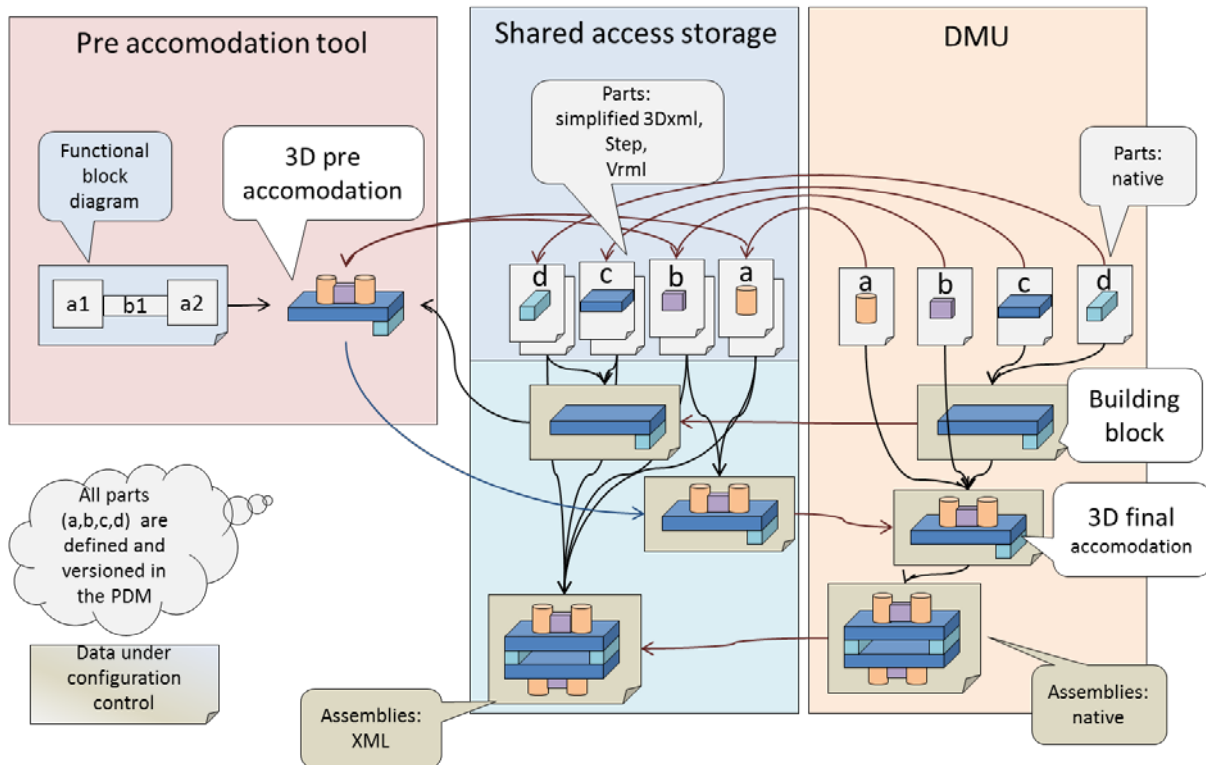 Pre accomodation tool
Shared access storage
DMU
Functional
block
diagram
3D pre
accomodation
Parts:
simplified 3Dxml,
Step,
Vrml
Parts:
native
a1
b1
a2
d
c
b
a
a
b
c
d
Building
block
3D final
accomodation
All parts
(a,b,c,d) are
defined and
versioned in
the PDM
Data under
configuration
control
Assemblies:
XML
Assemblies:
native